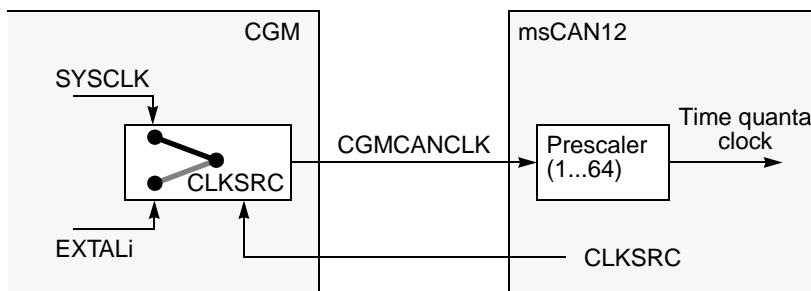 CGM
msCAN12
SYSCLK
CGMCANCLK
Prescaler
(1...64)
Time quanta
clock
CLKSRC
EXTALi
CLKSRC